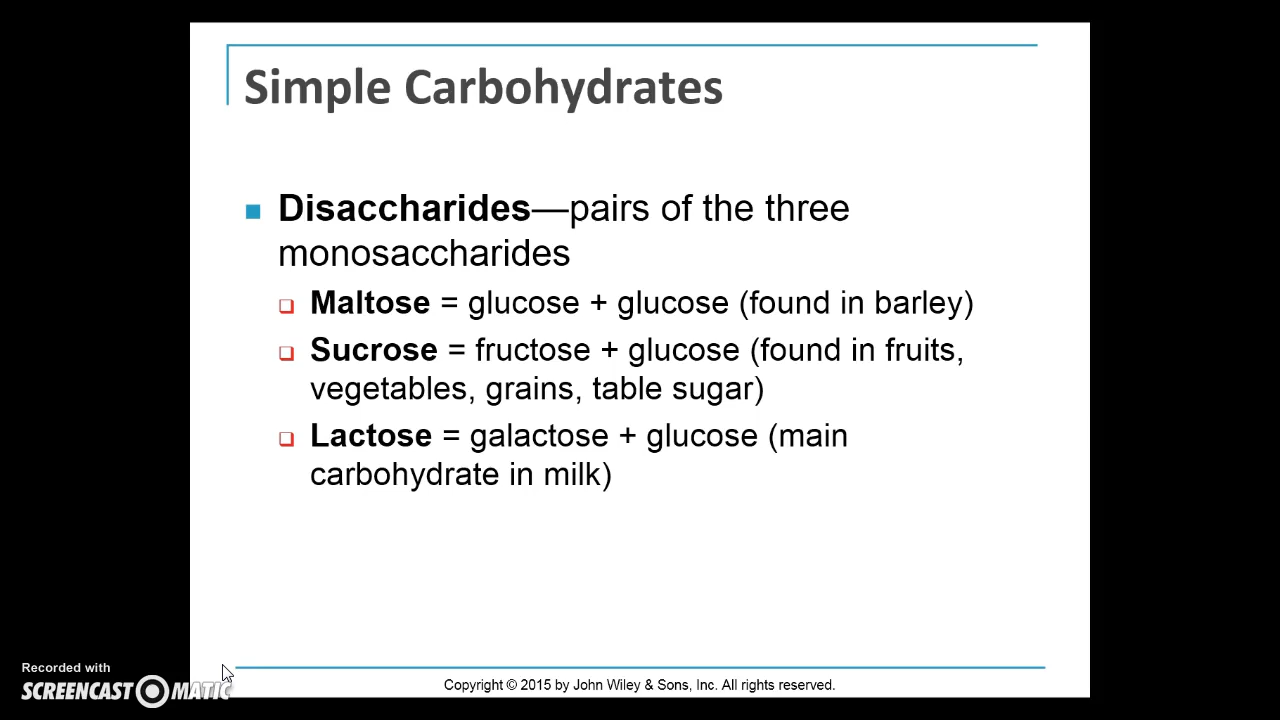 Simple Carbohydrates
Disaccharides—pairs of the three
monosaccharides
Maltose = glucose + glucose (found in barley)
Sucrose = fructose + glucose (found in fruits,
vegetables, grains, table sugar)
Lactose = galactose + glucose (main
carbohydrate in milk)
Recorded with
SCREENCAST MATIC
Copyright © 2015 by John Wiley & Sons, Inc. All rights reserved.